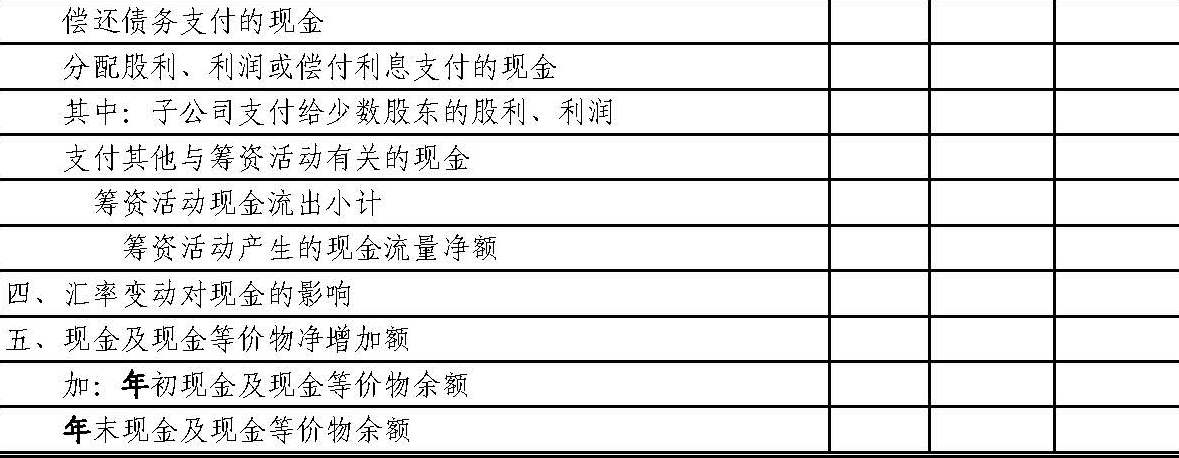 偿还债务支付的现金
分配股利、利润或偿付利息支付的现金
其中：子公司支付给少数股东的股利、利润
支付其他与筹资活动有关的现金
筹资活动现金流出小计
筹资活动产生的现金流量净额
四、汇率变动对现金的影响
五、现金及现金等价物净增加额
加：年初现金及现金等价物余额
年末现金及现金等价物余额